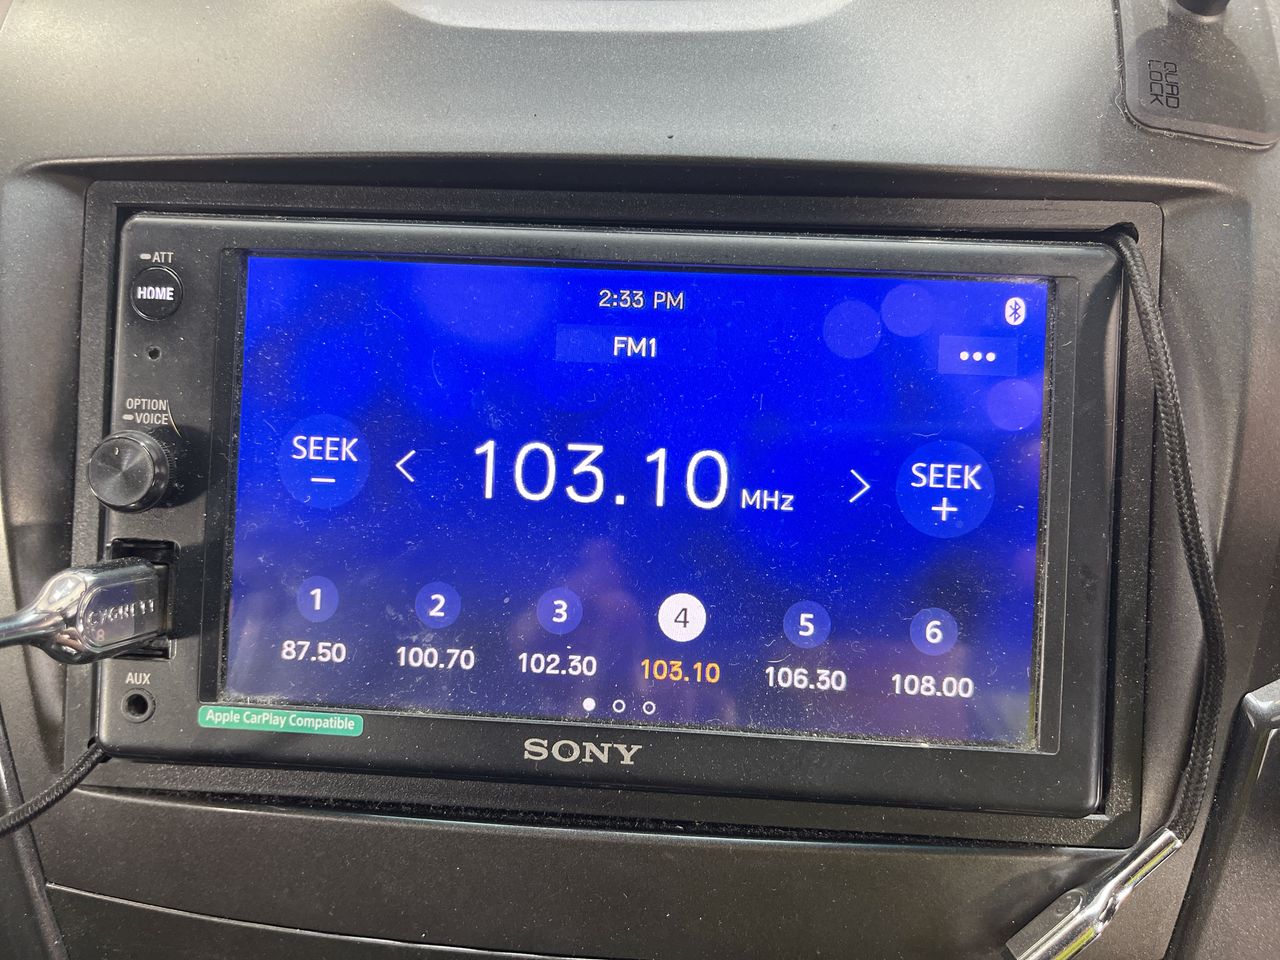 QUAD
LOCK
ATT
HOME
2:33 PM
FM1
•••
OPTION
VOICE
SEEK
−
<
103.10 MHz
>
SEEK
+
CYGNETT
8
1
2
3
4
5
6
87.50
100.70
102.30
103.10
106.30
108.00
AUX
Apple CarPlay Compatible
SONY